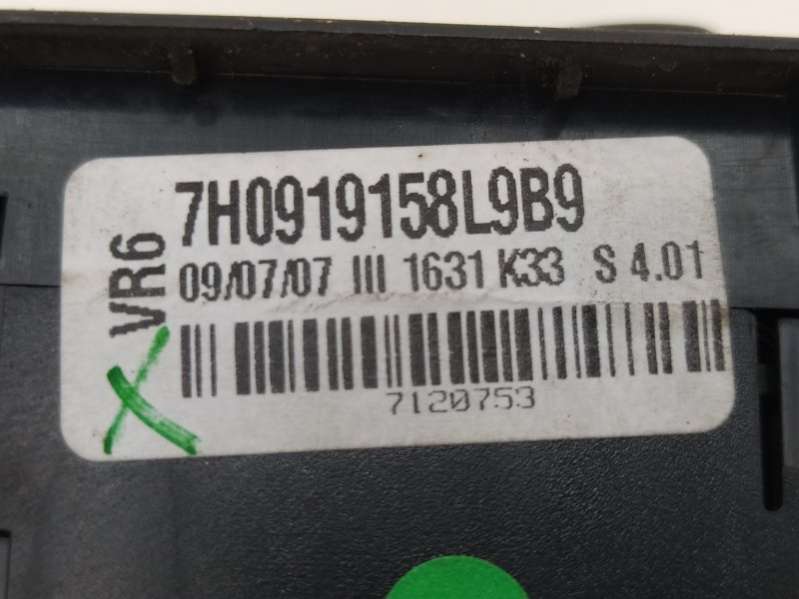 7H0919158L9B9
VR6
09/07/07 III 1631 K33 S 4.01
7120753